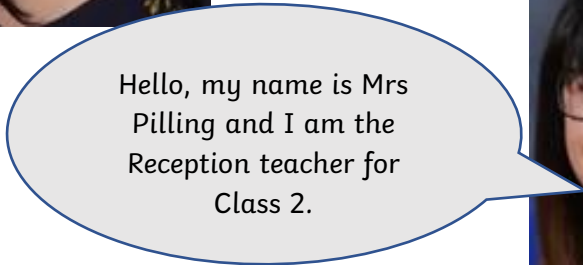 Hello, my name is Mrs
Pilling and I am the
Reception teacher for
Class 2.